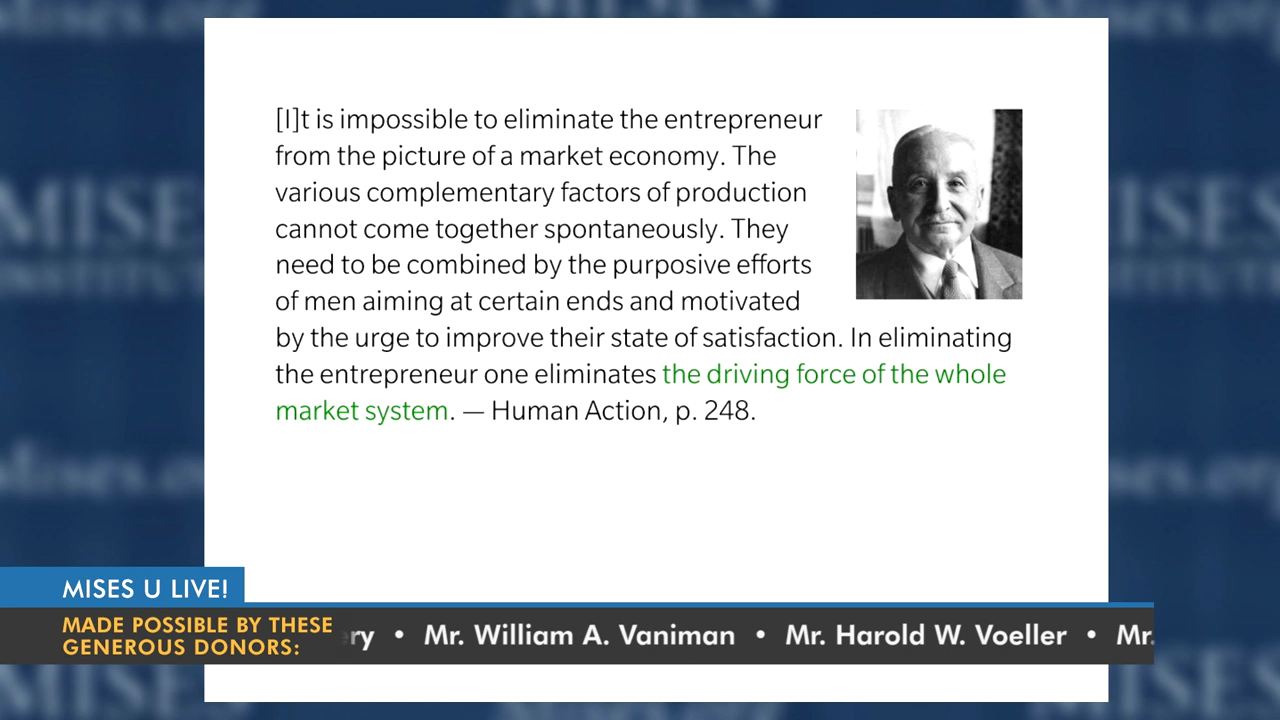 [I]t is impossible to eliminate the entrepreneur
from the picture of a market economy. The
various complementary factors of production
cannot come together spontaneously. They
need to be combined by the purposive efforts
of men aiming at certain ends and motivated
by the urge to improve their state of satisfaction. In eliminating
the entrepreneur one eliminates the driving force of the whole
market system. — Human Action, p. 248.
MISES U LIVE!
MADE POSSIBLE BY THESE
GENEROUS DONORS:
• Mr. William A. Vaniman • Mr. Harold W. Voeller • Mr.